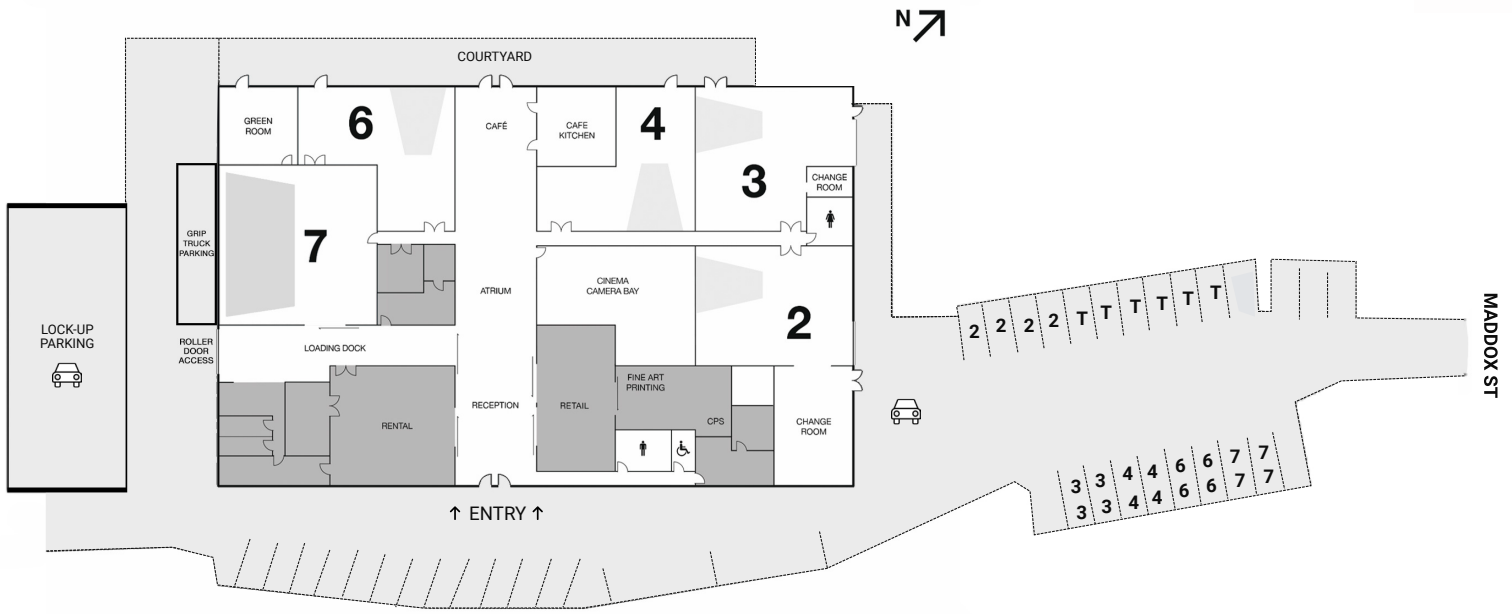 N
COURTYARD
GREEN
ROOM
6
CAFÉ
CAFE
KITCHEN
4
3
CHANGE
ROOM
GRIP
TRUCK
PARKING
7
ATRIUM
CINEMA
CAMERA BAY
2
LOCK-UP
PARKING
ROLLER
DOOR
ACCESS
LOADING DOCK
RENTAL
RECEPTION
RETAIL
FINE ART
PRINTING
CPS
CHANGE
ROOM
↑ ENTRY ↑
2 2 2 2 T T T T T T
MADDOX ST
3 3 4 4 6 6 7 7
3 3 4 4 6 6 7 7